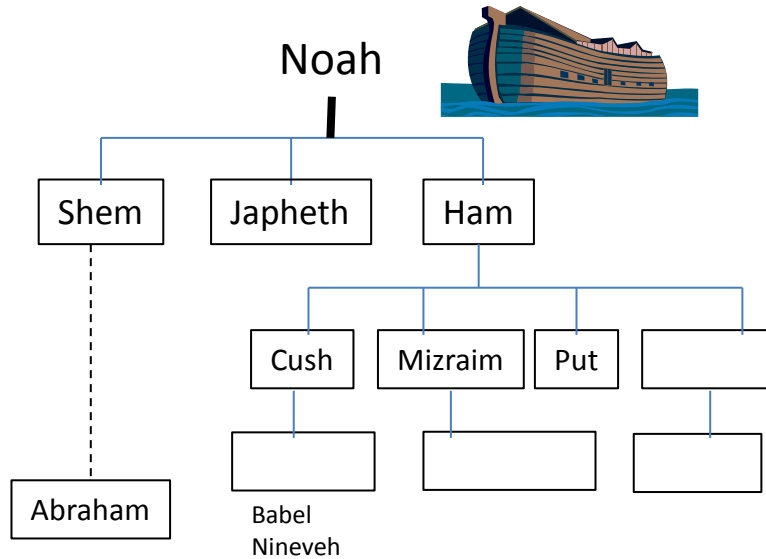 Noah
Shem Japheth Ham
Cush Mizraim Put
Abraham
Babel
Nineveh